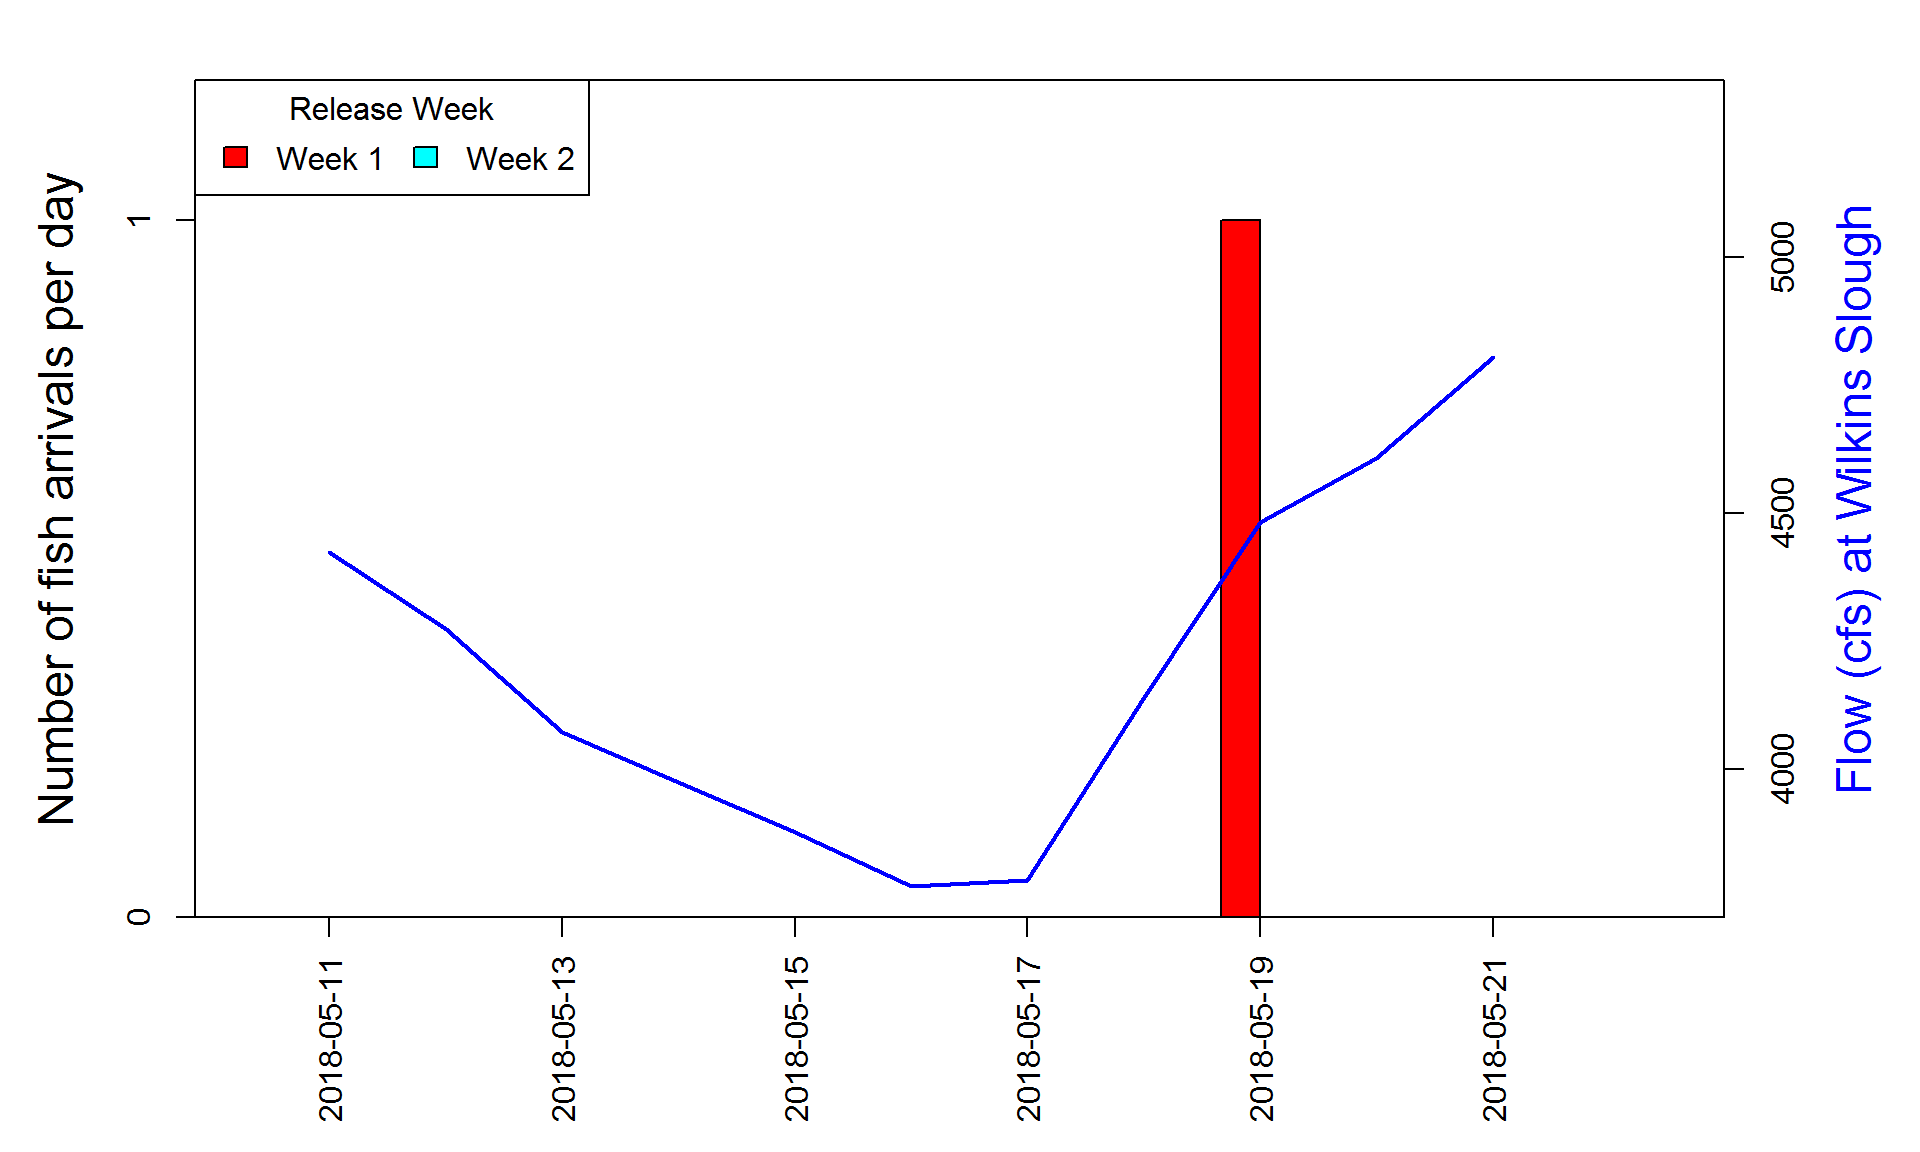 Release Week
Week 1 Week 2
Number of fish arrivals per day
1
0
5000
4500
4000
Flow (cfs) at Wilkins Slough
2018-05-11
2018-05-13
2018-05-15
2018-05-17
2018-05-19
2018-05-21